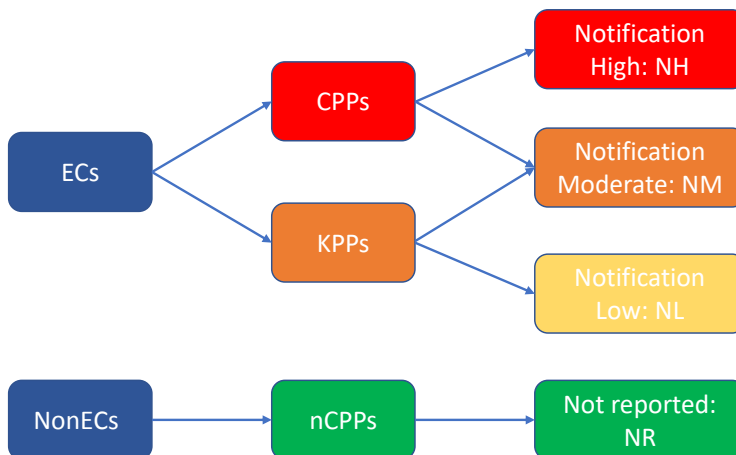 Notification
High: NH
CPPs
ECs
Notification
Moderate: NM
KPPs
Notification
Low: NL
NonECs
nCPPs
Not reported:
NR